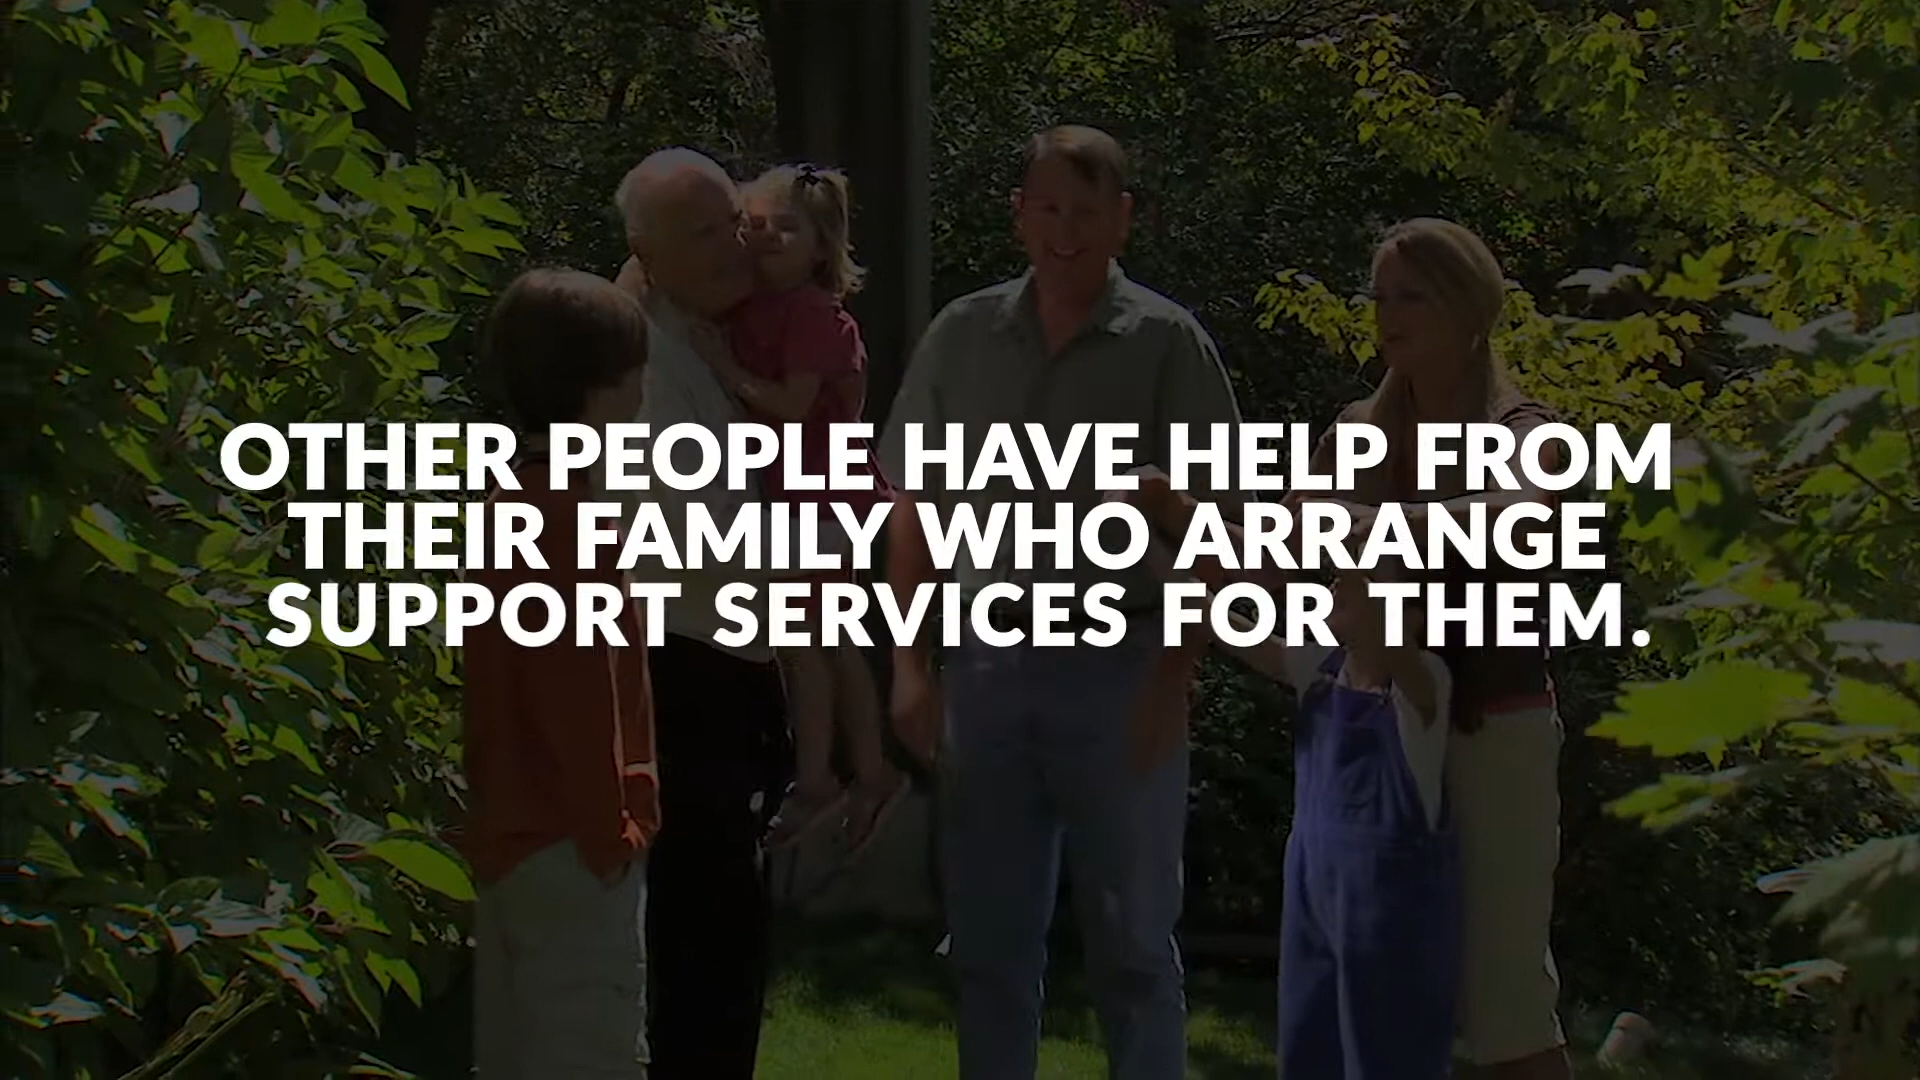 OTHER PEOPLE HAVE HELP FROM
THEIR FAMILY WHO ARRANGE
SUPPORT SERVICES FOR THEM.